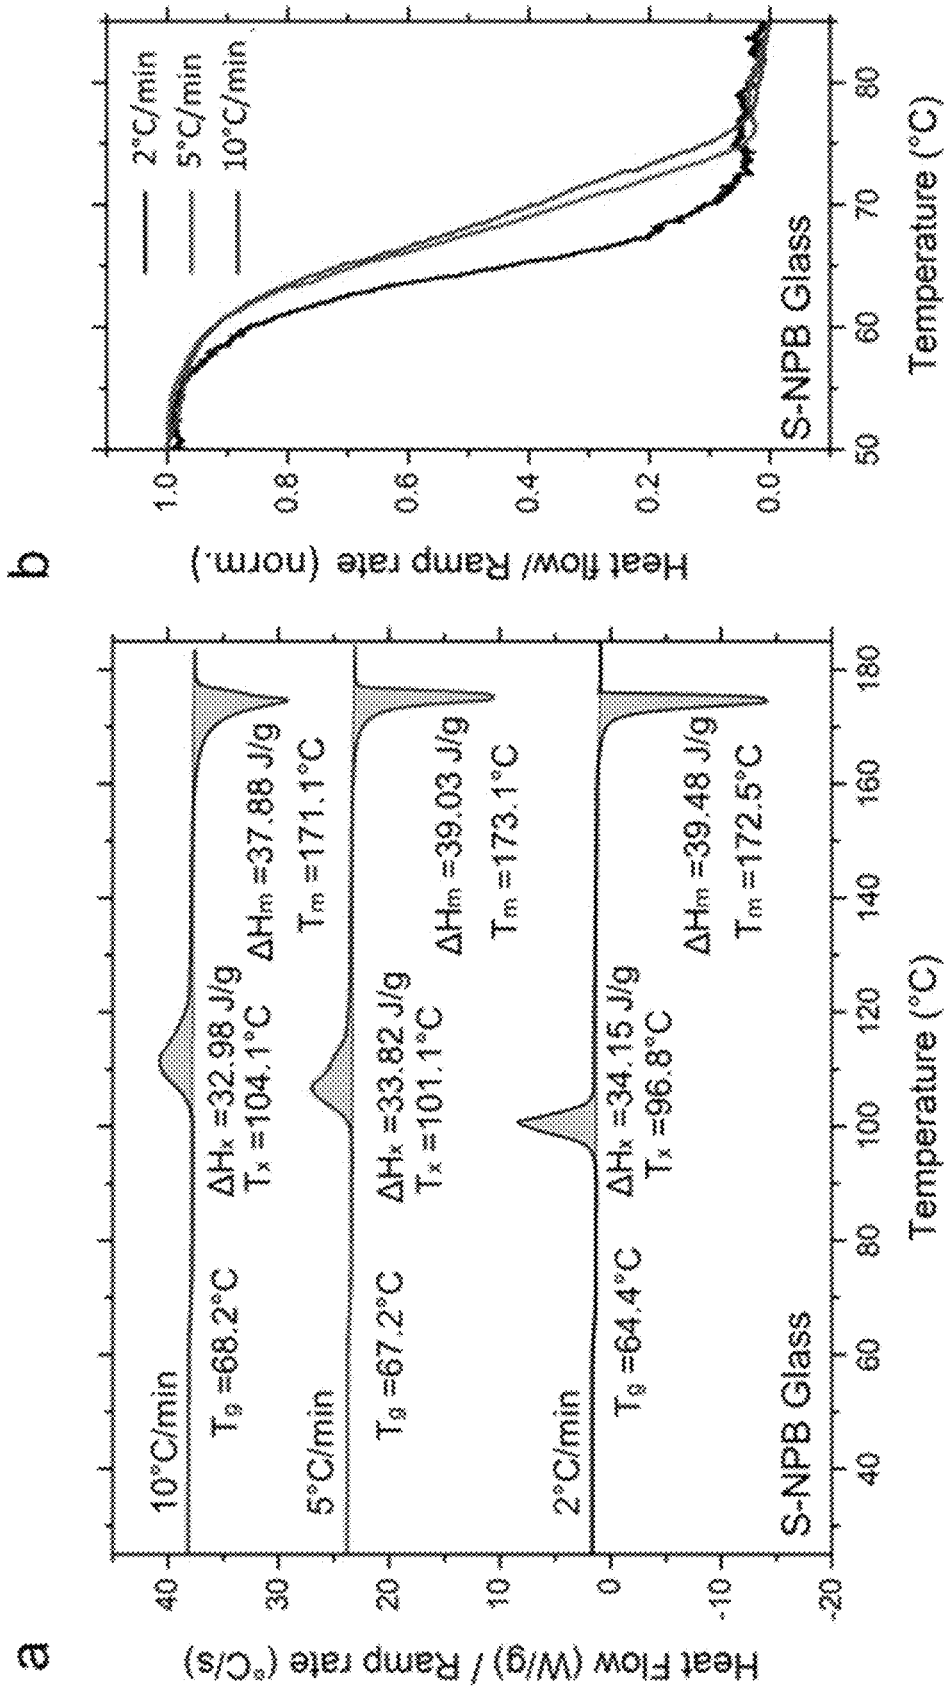 a
Heat Flow (W/g) / Ramp rate (°C/s)
40
30
20
10
0
-10
-20
10°C/min
Tg =68.2°C
ΔHx =32.98 J/g
Tx =104.1°C
ΔHm =37.88 J/g
Tm =171.1°C
5°C/min
Tg =67.2°C
ΔHx =33.82 J/g
Tx =101.1°C
ΔHm =39.03 J/g
Tm =173.1°C
2°C/min
Tg =64.4°C
ΔHx =34.15 J/g
Tx =96.8°C
ΔHm =39.48 J/g
Tm =172.5°C
S-NPB Glass
40 60 80 100 120 140 160 180
Temperature (°C)
b
Heat flow/ Ramp rate (norm.)
1.0
0.8
0.6
0.4
0.2
0.0
2°C/min
5°C/min
10°C/min
S-NPB Glass
50 60 70 80
Temperature (°C)